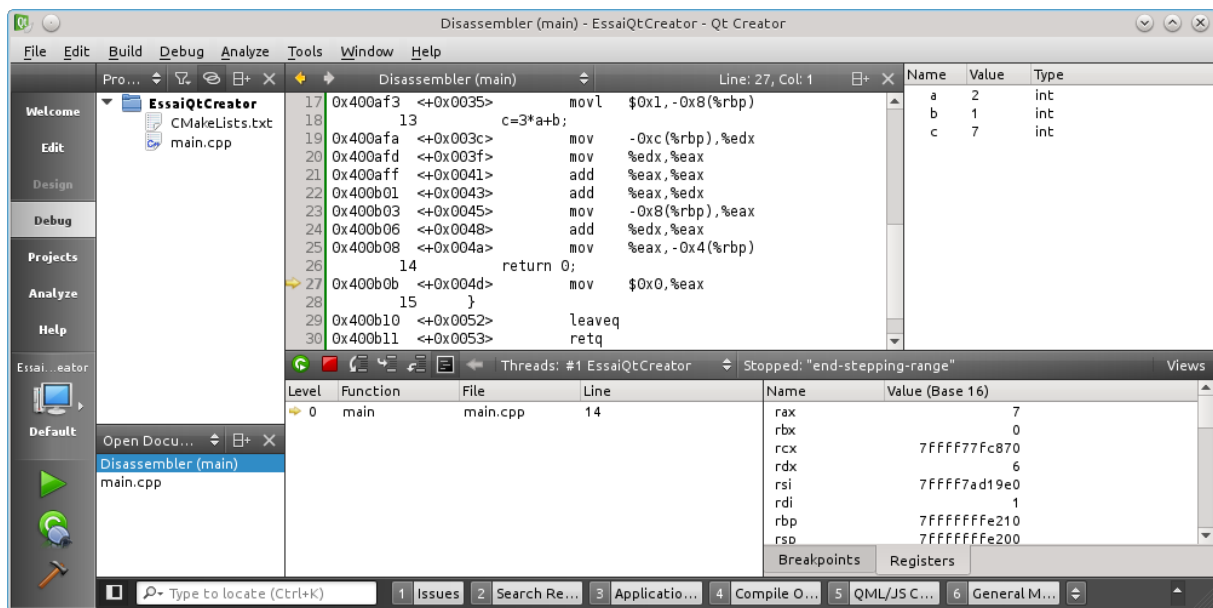 Disassembler (main) - EssaiQtCreator - Qt Creator
File Edit Build Debug Analyze Tools Window Help
Pro...
Disassembler (main)
Line: 27, Col: 1
Welcome
Edit
Design
Debug
Projects
Analyze
Help
Essai...eator
Default
EssaiQtCreator
CMakeLists.txt
main.cpp
Open Docu...
Disassembler (main)
main.cpp
17 0x400af3 <+0x0035> movl $0x1,-0x8(%rbp)
18 13 c=3*a+b;
19 0x400afa <+0x003c> mov -0xc(%rbp),%edx
20 0x400afd <+0x003f> mov %edx,%eax
21 0x400aff <+0x0041> add %eax,%eax
22 0x400b01 <+0x0043> add %eax,%edx
23 0x400b03 <+0x0045> mov -0x8(%rbp),%eax
24 0x400b06 <+0x0048> add %edx,%eax
25 0x400b08 <+0x004a> mov %eax,-0x4(%rbp)
26 14 return 0;
27 0x400b0b <+0x004d> mov $0x0,%eax
28 15 }
29 0x400b10 <+0x0052> leaveq
30 0x400b11 <+0x0053> retq
Name Value Type
a 2 int
b 1 int
c 7 int
Threads: #1 EssaiQtCreator Stopped: "end-stepping-range" Views
Level Function File Line
0 main main.cpp 14
Name Value (Base 16)
rax 7
rbx 0
rcx 7ffff77fc870
rdx 6
rsi 7ffff7ad19e0
rdi 1
rbp 7fffffffe210
rsp 7fffffffe200
Breakpoints Registers
Type to locate (Ctrl+K)
1 Issues 2 Search Re... 3 Applicatio... 4 Compile O... 5 QML/JS C... 6 General M...